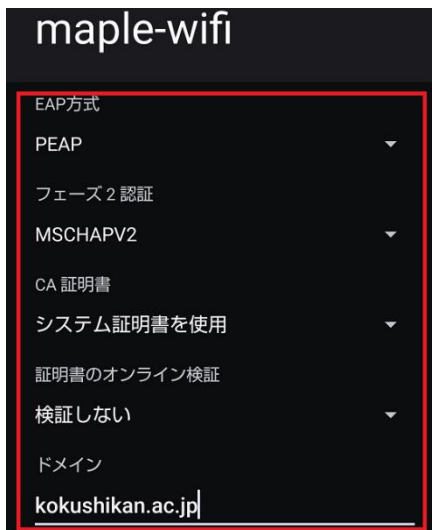 maple-wifi
EAP方式
PEAP
フェーズ 2 認証
MSCHAPV2
CA 証明書
システム証明書を使用
証明書のオンライン検証
検証しない
ドメイン
kokushikan.ac.jp